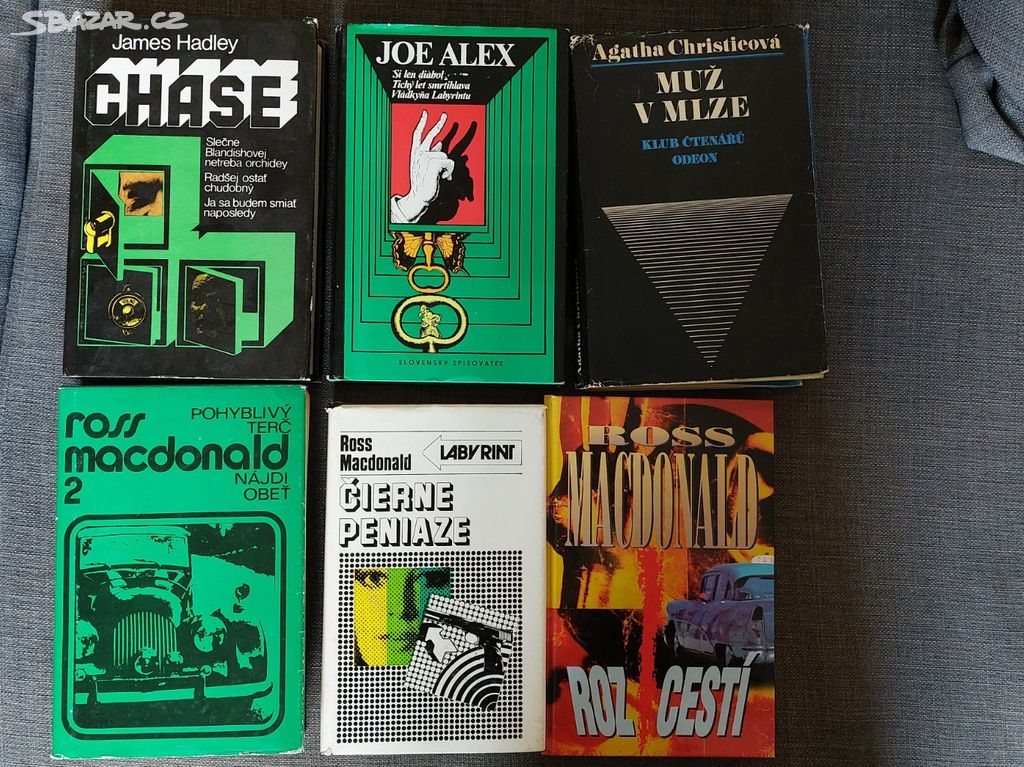 SBAZAR.CZ
James Hadley
CHASE
Slečne
Blandishovej
netreba orchidey
Radšej ostať
chudobný
Ja sa budem smiať
naposledy
JOE ALEX
Si len diabol
Tichý let smrtihlava
Vládkyňa Labyrintu
SLOVENSKÝ SPISOVATEĽ
Agatha Christieová
MUŽ
V MLZE
KLUB ČTENÁŘŮ
ODEON
ross
macdonald
2
POHYBLIVÝ
TERČ
NÁJDI
OBEŤ
Ross
Macdonald
LABYRINT
ČIERNE
PENIAZE
ROSS
MACDONALD
ROZCESTÍ